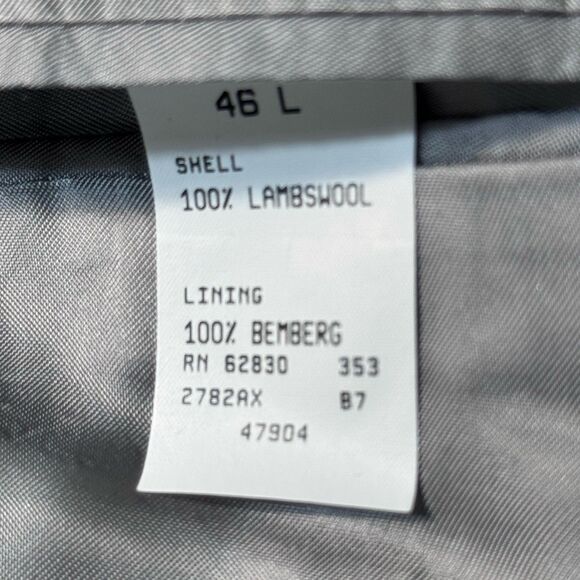 46 L
SHELL
100% LAMBSWOOL
LINING
100% BEMBERG
RN 62830 353
2782AX B7
47904